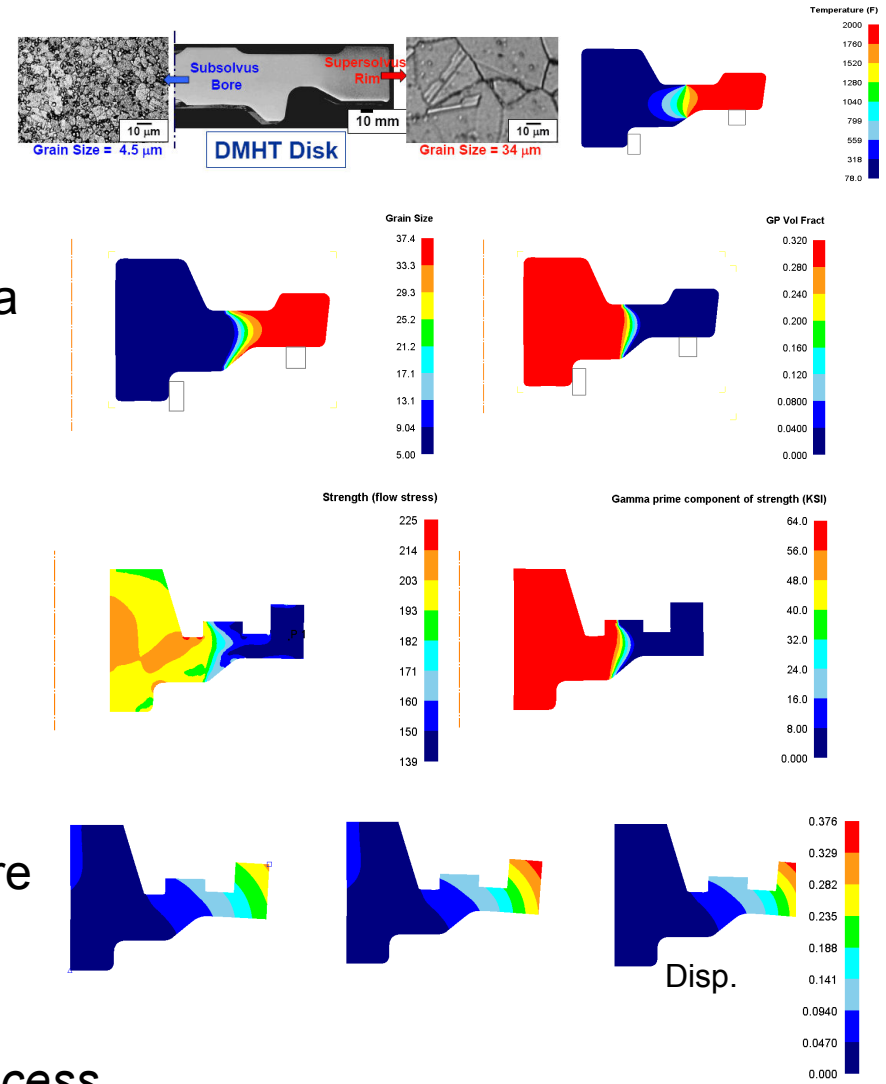 Temperature (F)
2000
1760
1520
1280
1040
799
559
318
78.0
Subsolvus
Bore
Supersolvus
Rim
10 mm
10 μm
10 μm
Grain Size = 4.5 μm
DMHT Disk
Grain Size = 34 μm
a
Grain Size
37.4
33.3
29.3
25.2
21.2
17.1
13.1
9.04
5.00
GP Vol Fract
0.320
0.280
0.240
0.200
0.160
0.120
0.0800
0.0400
0.000
Strength (flow stress)
225
214
203
193
182
171
160
150
139
Gamma prime component of strength (KSI)
64.0
56.0
48.0
40.0
32.0
24.0
16.0
8.00
0.000
re
Disp.
0.376
0.329
0.282
0.235
0.188
0.141
0.0940
0.0470
0.000
cess